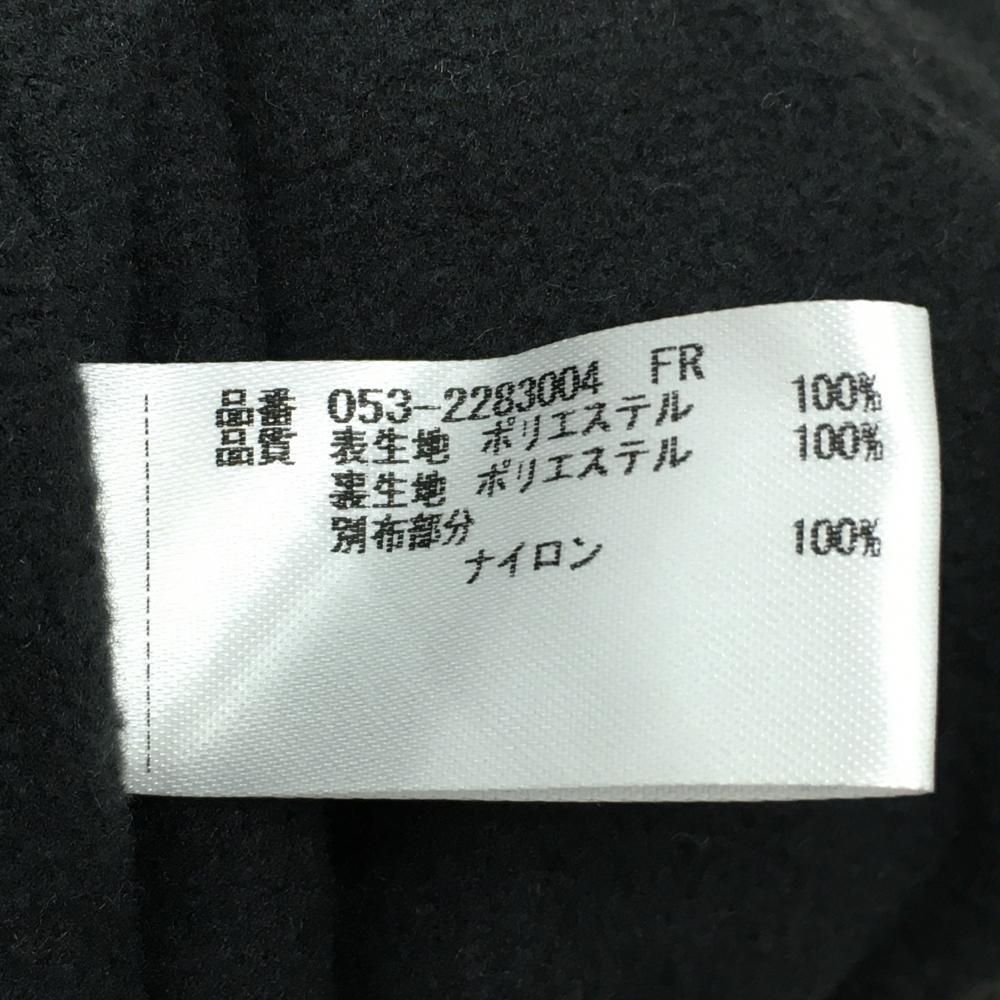 品番 053-2283004 FR
品質 表生地 ポリエステル 100%
裏生地 ポリエステル 100%
別布部分
ナイロン 100%